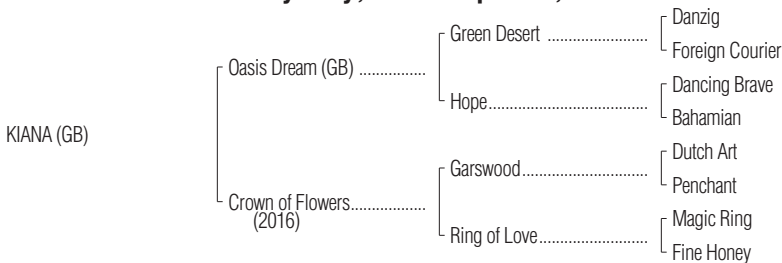 Danzig
Green Desert ........................
Foreign Courier
Oasis Dream (GB) ................
Dancing Brave
Hope......................................
Bahamian
KIANA (GB)
Dutch Art
Garswood..............................
Penchant
Crown of Flowers..................
(2016)
Magic Ring
Ring of Love..........................
Fine Honey